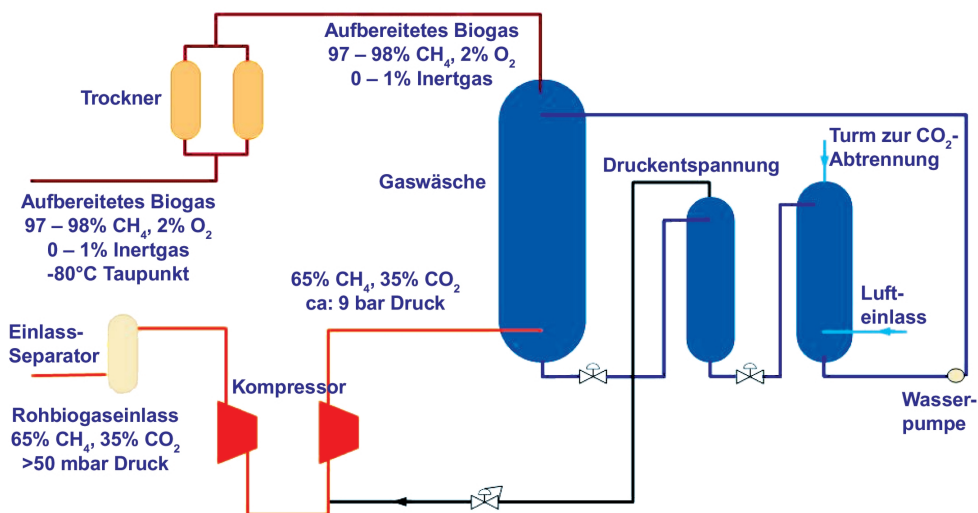 Aufbereitetes Biogas
97 – 98% CH₄, 2% O₂
0 – 1% Inertgas
Trockner
Turm zur CO₂-
Abtrennung
Druckentspannung
Gaswäsche
Aufbereitetes Biogas
97 – 98% CH₄, 2% O₂
0 – 1% Inertgas
-80°C Taupunkt
65% CH₄, 35% CO₂
ca: 9 bar Druck
Luft-
einlass
Einlass-
Separator
Kompressor
Wasser-
pumpe
Rohbiogaseinlass
65% CH₄, 35% CO₂
>50 mbar Druck